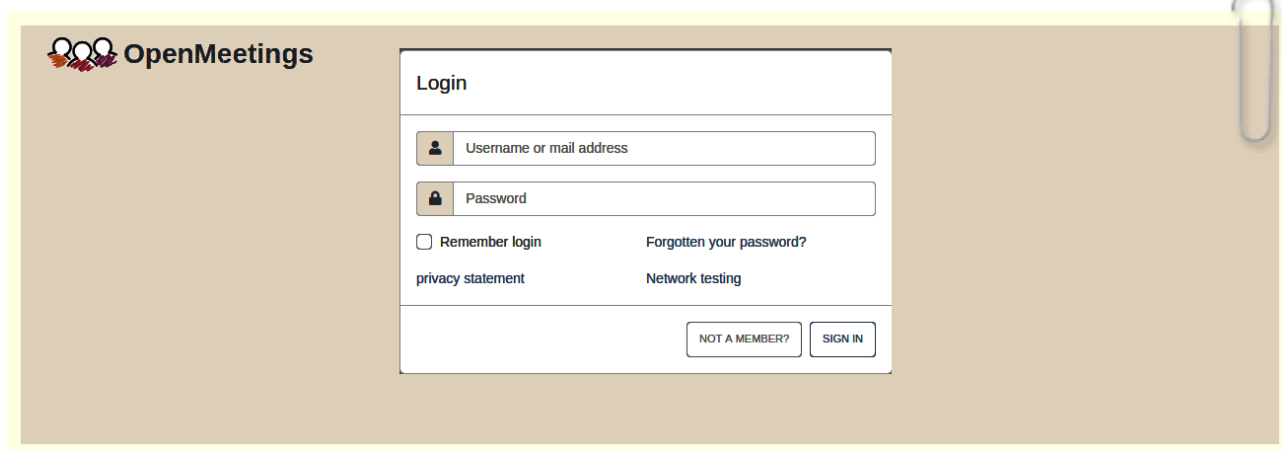 OpenMeetings
Login
Username or mail address
Password
Remember login
Forgotten your password?
privacy statement
Network testing
NOT A MEMBER?
SIGN IN